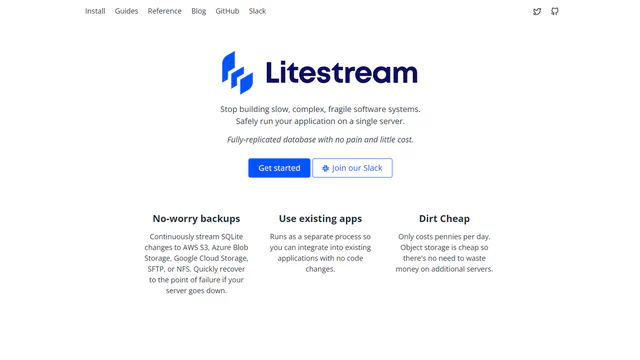 Install Guides Reference Blog GitHub Slack
Litestream
Stop building slow, complex, fragile software systems.
Safely run your application on a single server.
Fully-replicated database with no pain and little cost.
Get started Join our Slack
No-worry backups
Continuously stream SQLite
changes to AWS S3, Azure Blob
Storage, Google Cloud Storage,
SFTP, or NFS. Quickly recover
to the point of failure if your
server goes down.
Use existing apps
Runs as a separate process so
you can integrate into existing
applications with no code
changes.
Dirt Cheap
Only costs pennies per day.
Object storage is cheap so
there's no need to waste
money on additional servers.